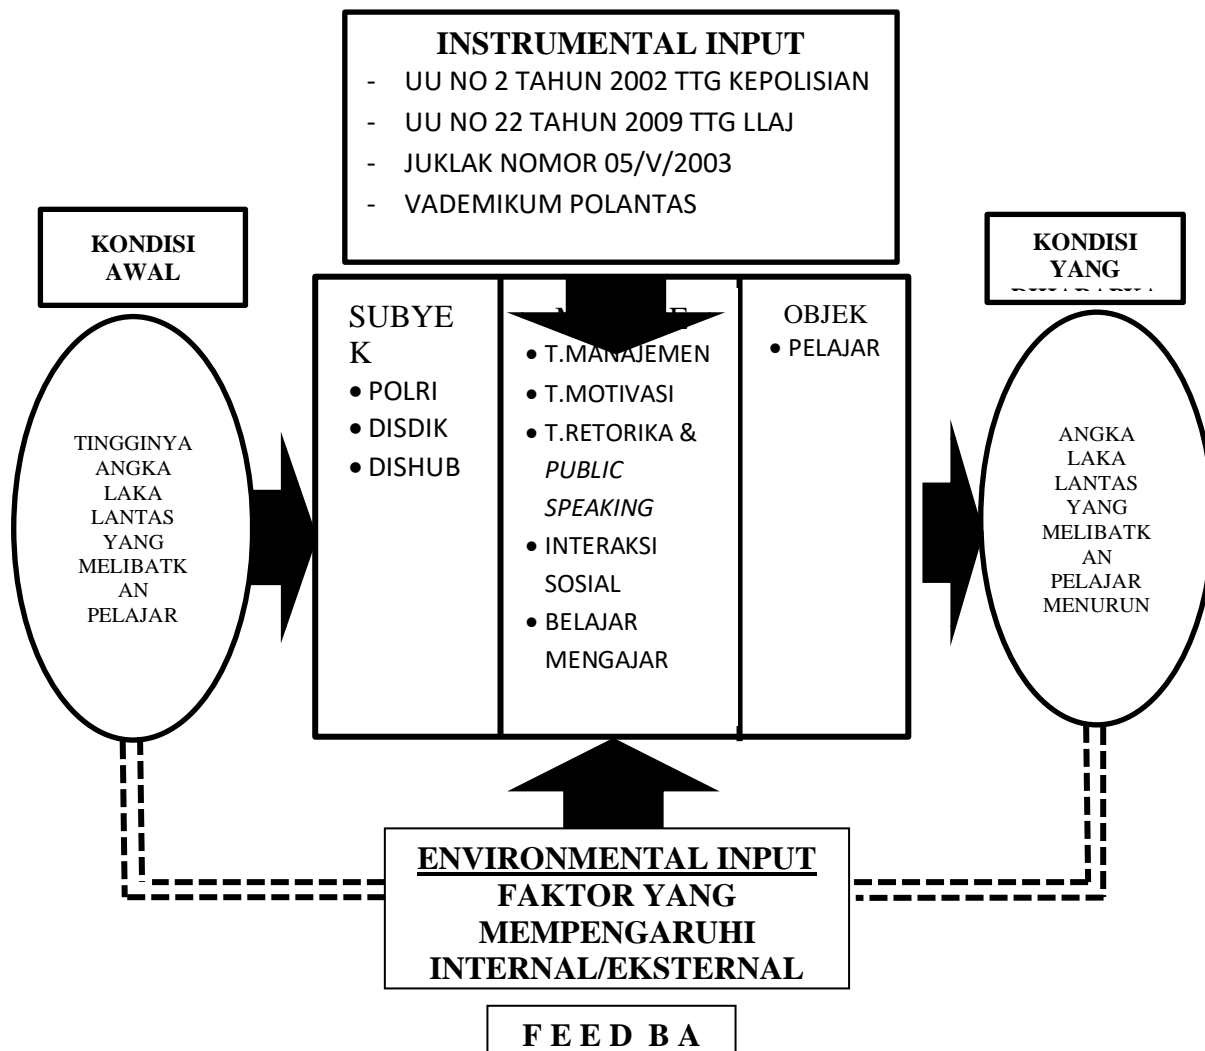 INSTRUMENTAL INPUT
- UU NO 2 TAHUN 2002 TTG KEPOLISIAN
- UU NO 22 TAHUN 2009 TTG LLAJ
- JUKLAK NOMOR 05/V/2003
- VADEMIKUM POLANTAS
KONDISI
AWAL
KONDISI
YANG
SUBYE
K
• POLRI
• DISDIK
• DISHUB
• T.MANAJEMEN
• T.MOTIVASI
• T.RETORIKA &
PUBLIC
SPEAKING
• INTERAKSI
SOSIAL
• BELAJAR
MENGAJAR
OBJEK
• PELAJAR
TINGGINYA
ANGKA
LAKA
LANTAS
YANG
MELIBATK
AN
PELAJAR
ANGKA
LAKA
LANTAS
YANG
MELIBATK
AN
PELAJAR
MENURUN
ENVIRONMENTAL INPUT
FAKTOR YANG
MEMPENGARUHI
INTERNAL/EKSTERNAL
F E E D B A